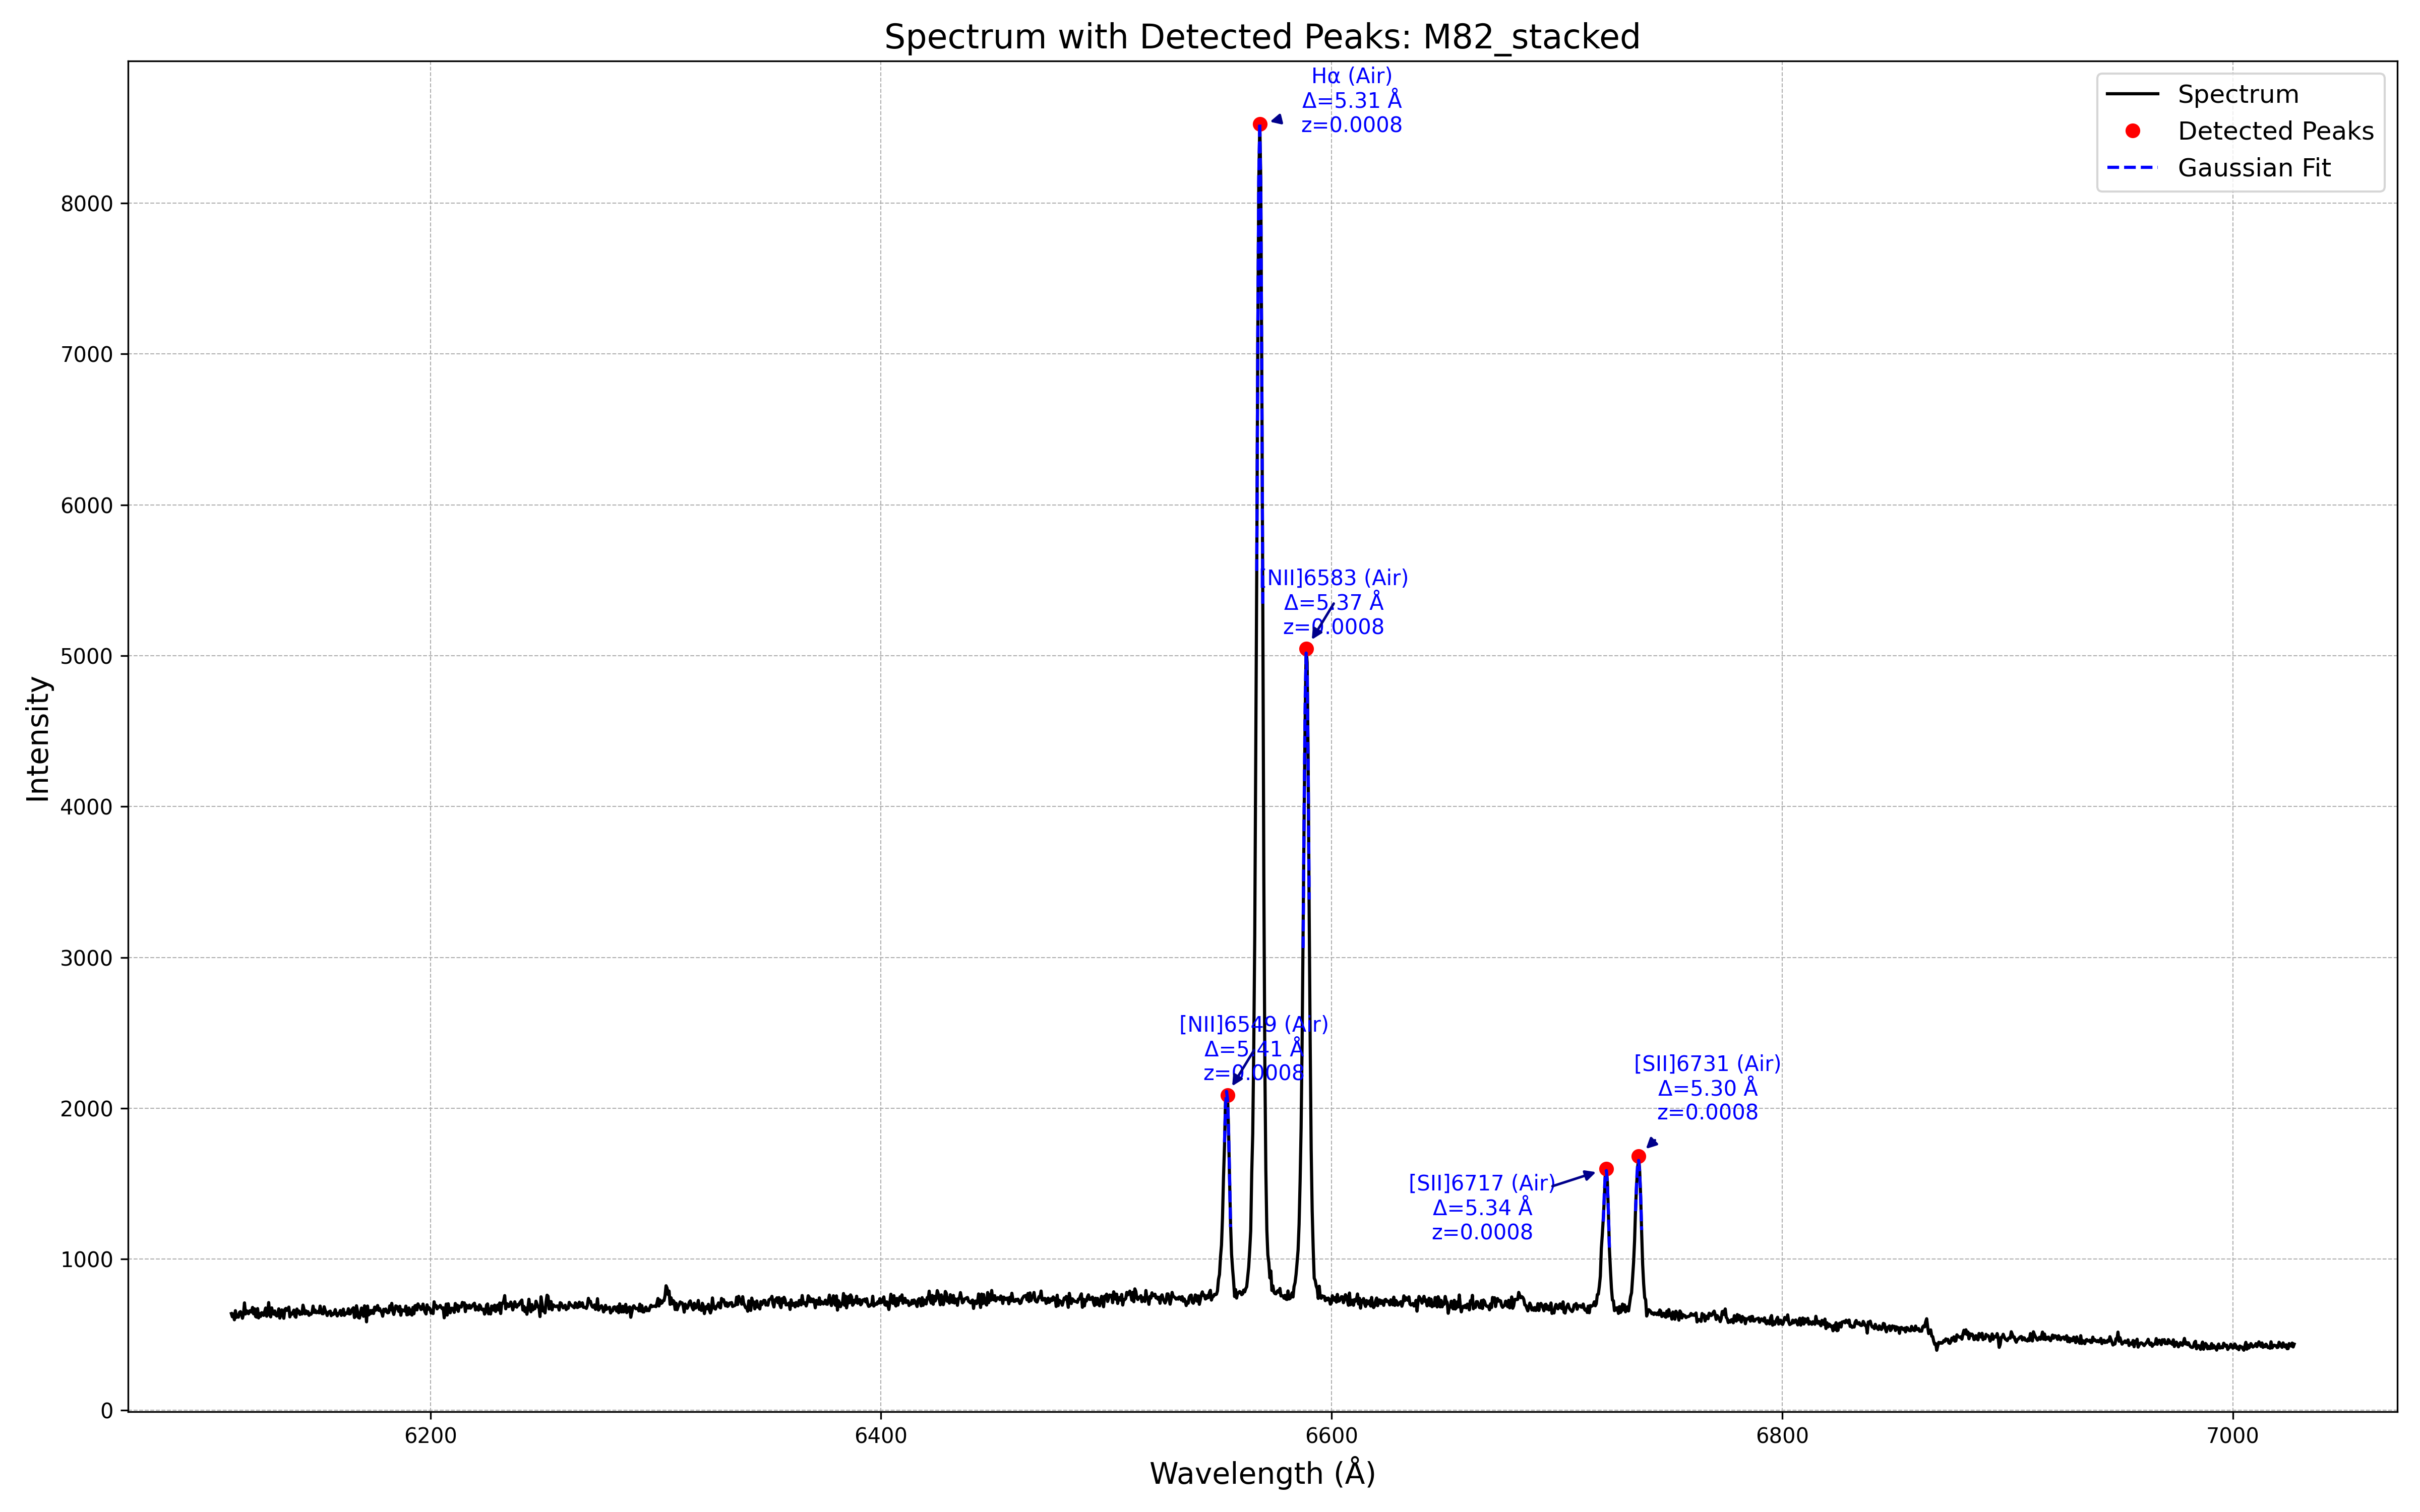 Spectrum with Detected Peaks: M82_stacked
Hα (Air)
Δ=5.31 Å
z=0.0008
Spectrum
Detected Peaks
Gaussian Fit
[NII]6583 (Air)
Δ=5.37 Å
z=0.0008
[NII]6549 (Air)
Δ=5.41 Å
z=0.0008
[SII]6731 (Air)
Δ=5.30 Å
z=0.0008
[SII]6717 (Air)
Δ=5.34 Å
z=0.0008
Intensity
8000
7000
6000
5000
4000
3000
2000
1000
0
6200
6400
6600
6800
7000
Wavelength (Å)